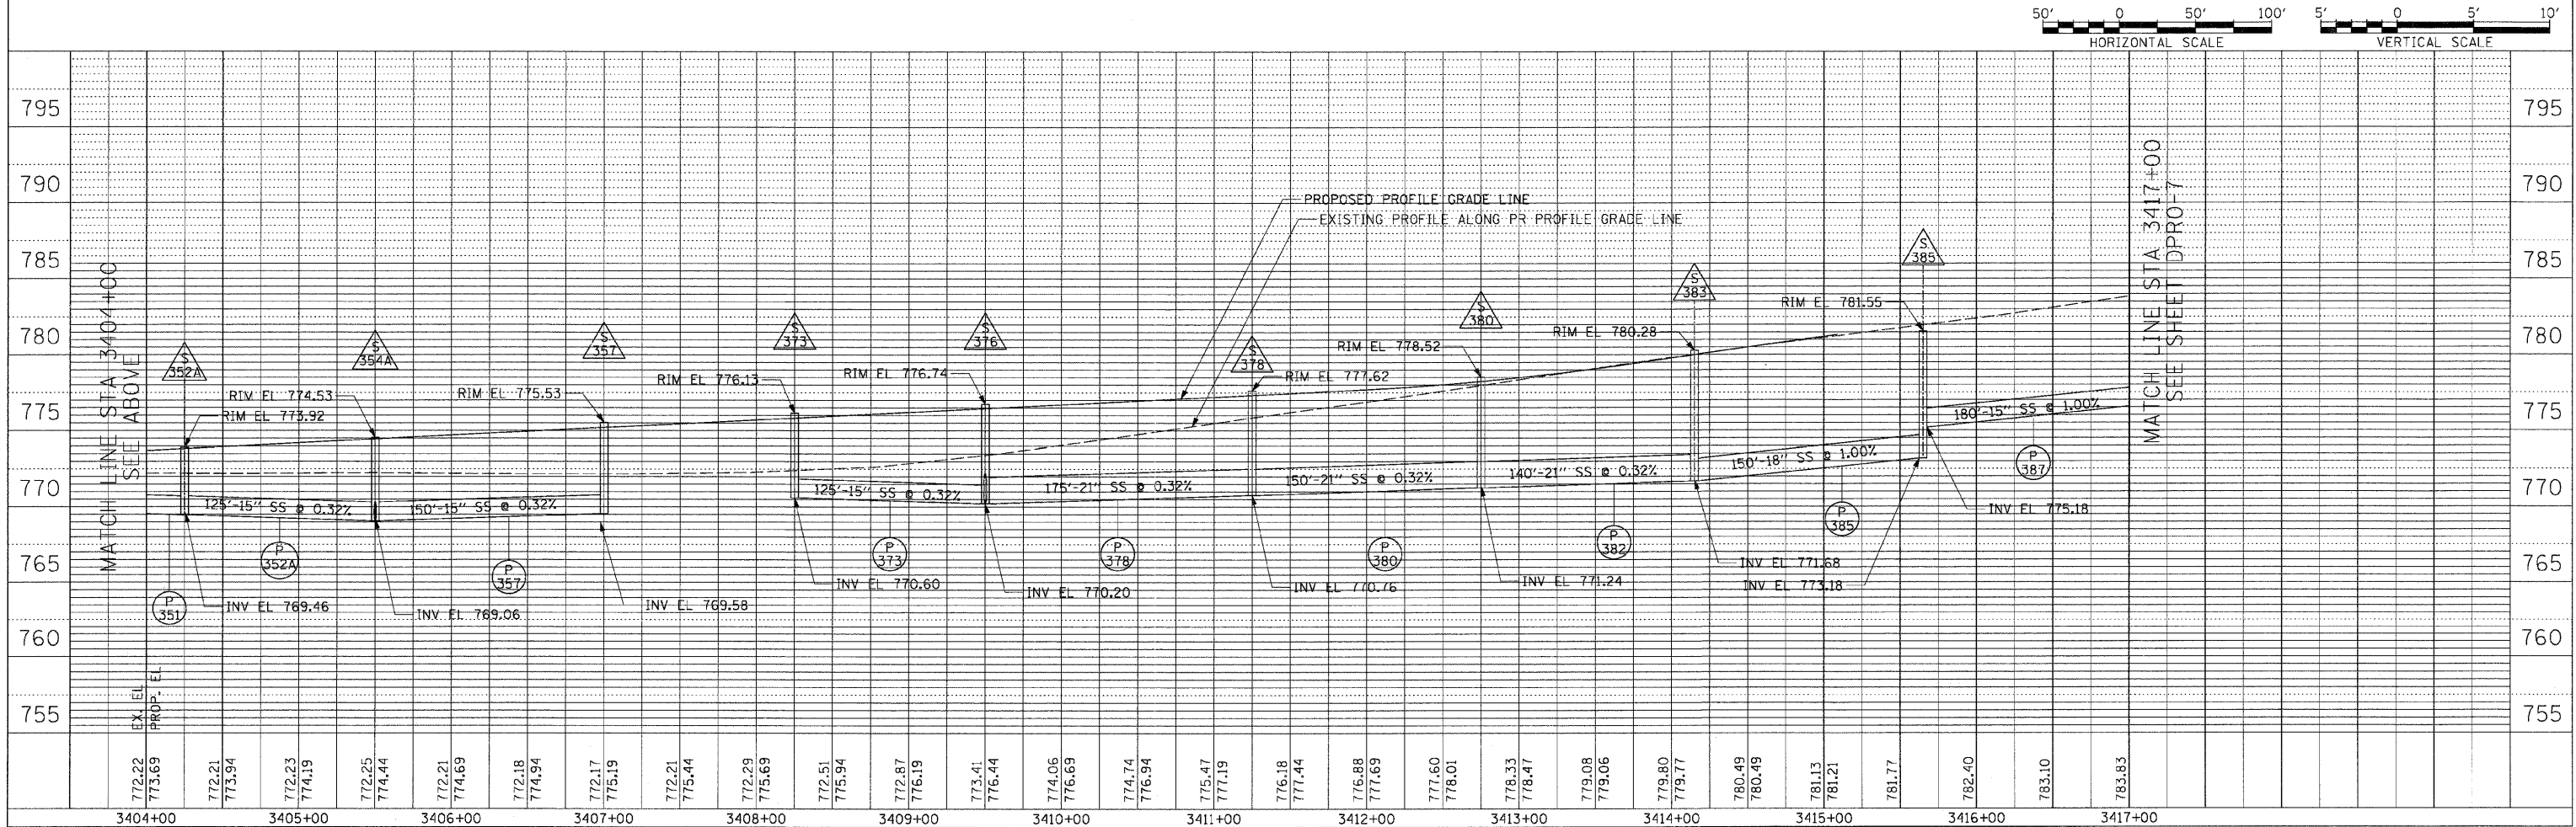 50' 0 50' 100' 5' 0 5' 10'
HORIZONTAL SCALE VERTICAL SCALE
795 795
790 790
785 785
780 780
775 775
770 770
765 765
760 760
755 755
MATCH LINE STA 3404+00
SEE ABOVE
MATCH LINE STA 3417+00
SEE SHEET DPRO-7
PROPOSED PROFILE GRADE LINE
EXISTING PROFILE ALONG PR PROFILE GRADE LINE
S
352A
S
354A
S
357
S
373
S
376
S
378
S
380
S
383
S
385
RIM EL 773.92
RIM EL 774.53
RIM EL 775.53
RIM EL 776.13
RIM EL 776.74
RIM EL 777.62
RIM EL 778.52
RIM EL 780.28
RIM EL 781.55
125'-15" SS @ 0.32%
150'-15" SS @ 0.32%
125'-15" SS @ 0.32%
175'-21" SS @ 0.32%
150'-21" SS @ 0.32%
140'-21" SS @ 0.32%
150'-18" SS @ 1.00%
180'-15" SS @ 1.00%
P
351
P
352A
P
357
P
373
P
378
P
380
P
382
P
385
P
387
INV EL 769.46
INV EL 769.06
INV EL 769.58
INV EL 770.60
INV EL 770.20
INV EL 770.76
INV EL 771.24
INV EL 771.68
INV EL 773.18
INV EL 775.18
EX. EL
PROP. EL
772.22
773.69
772.21
773.94
772.23
774.19
772.25
774.44
772.21
774.69
772.18
774.94
772.17
775.19
772.21
775.44
772.29
775.69
772.51
775.94
772.87
776.19
773.41
776.44
774.06
776.69
774.74
776.94
775.47
777.19
776.18
777.44
776.88
777.69
777.60
778.01
778.33
778.47
779.08
779.06
779.80
779.77
780.49
780.49
781.13
781.21
781.77
782.40
783.10
783.83
3404+00 3405+00 3406+00 3407+00 3408+00 3409+00 3410+00 3411+00 3412+00 3413+00 3414+00 3415+00 3416+00 3417+00